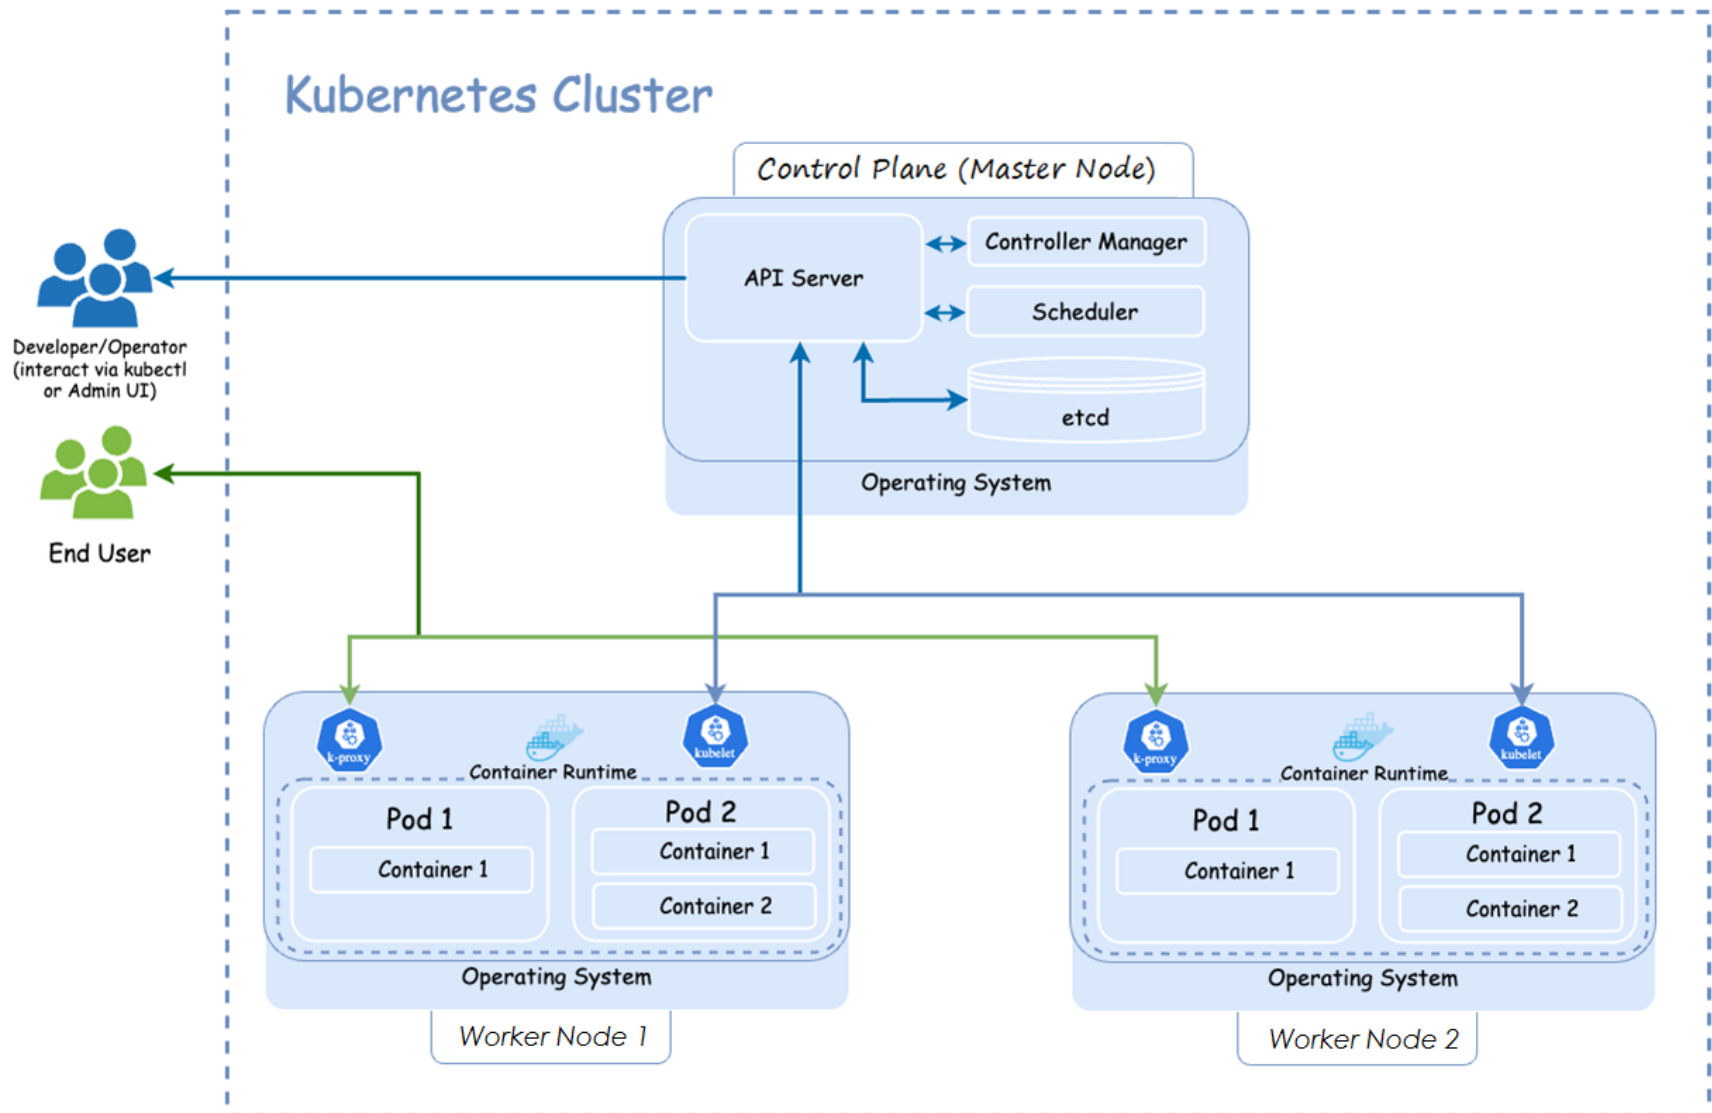 Kubernetes Cluster
Control Plane (Master Node)
API Server
Controller Manager
Scheduler
etcd
Operating System
Developer/Operator
(interact via kubectl
or Admin UI)
End User
k-proxy
Container Runtime
kubelet
Pod 1
Container 1
Pod 2
Container 1
Container 2
Operating System
Worker Node 1
k-proxy
Container Runtime
kubelet
Pod 1
Container 1
Pod 2
Container 1
Container 2
Operating System
Worker Node 2